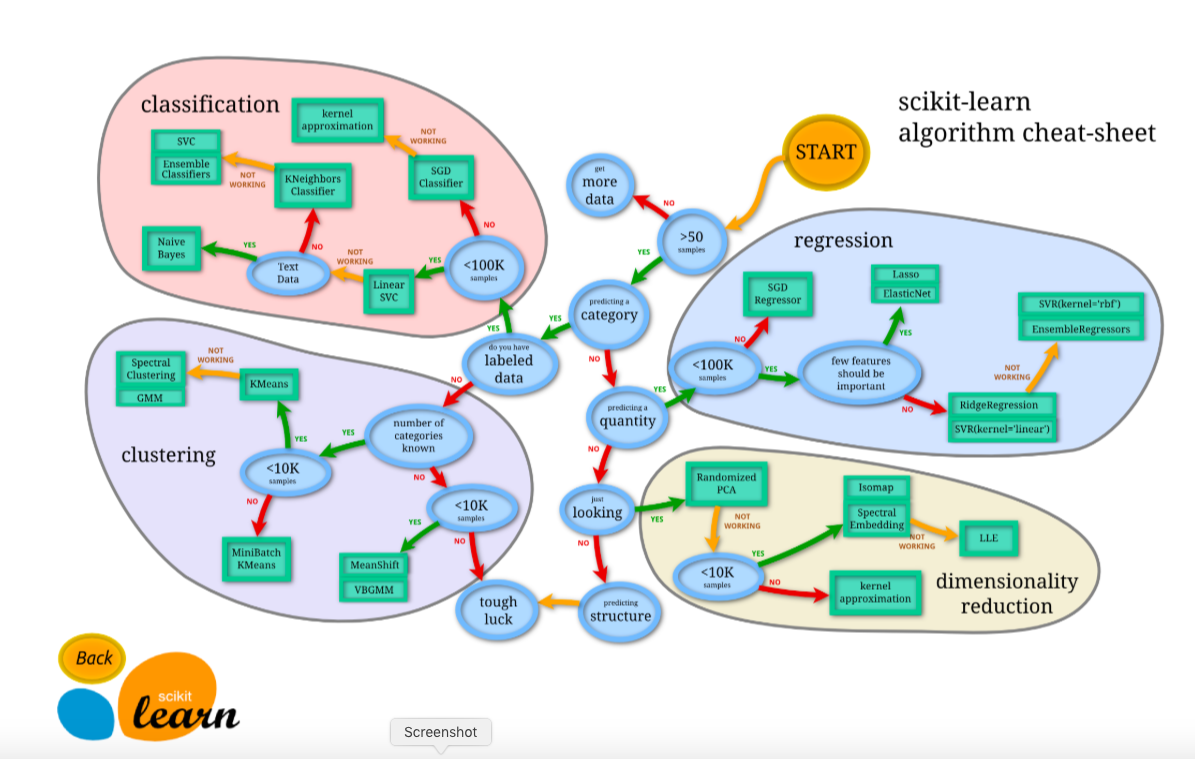 scikit-learn
algorithm cheat-sheet
START
get
more
data
NO
>50
samples
YES
predicting a
category
YES
NO
do you have
labeled
data
YES
NO
predicting a
quantity
YES
NO
just
looking
YES
NO
predicting
structure
tough
luck
classification
kernel
approximation
NOT
WORKING
SVC
Ensemble
Classifiers
NOT
WORKING
KNeighbors
Classifier
SGD
Classifier
NO
Naive
Bayes
YES
NO
Text
Data
NOT
WORKING
Linear
SVC
YES
<100K
samples
regression
SGD
Regressor
Lasso
ElasticNet
SVR(kernel='rbf')
EnsembleRegressors
NO
YES
<100K
samples
YES
few features
should be
important
NOT
WORKING
NO
RidgeRegression
SVR(kernel='linear')
clustering
Spectral
Clustering
GMM
NOT
WORKING
KMeans
number of
categories
known
YES
YES
<10K
samples
NO
NO
<10K
samples
YES
NO
MiniBatch
KMeans
MeanShift
VBGMM
Randomized
PCA
NOT
WORKING
Isomap
Spectral
Embedding
NOT
WORKING
LLE
YES
<10K
samples
NO
kernel
approximation
dimensionality
reduction
Back
scikit
learn
Screenshot